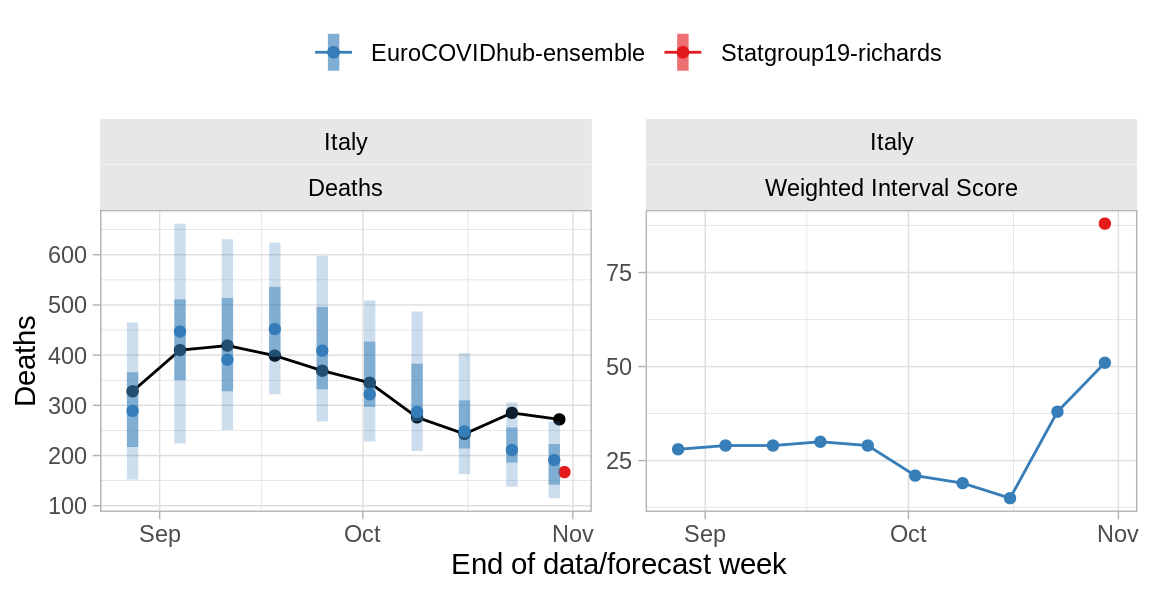 EuroCOVIDhub-ensemble Statgroup19-richards
Italy
Deaths
Deaths
600
500
400
300
200
100
Sep Oct Nov
Italy
Weighted Interval Score
75
50
25
Sep Oct Nov
End of data/forecast week